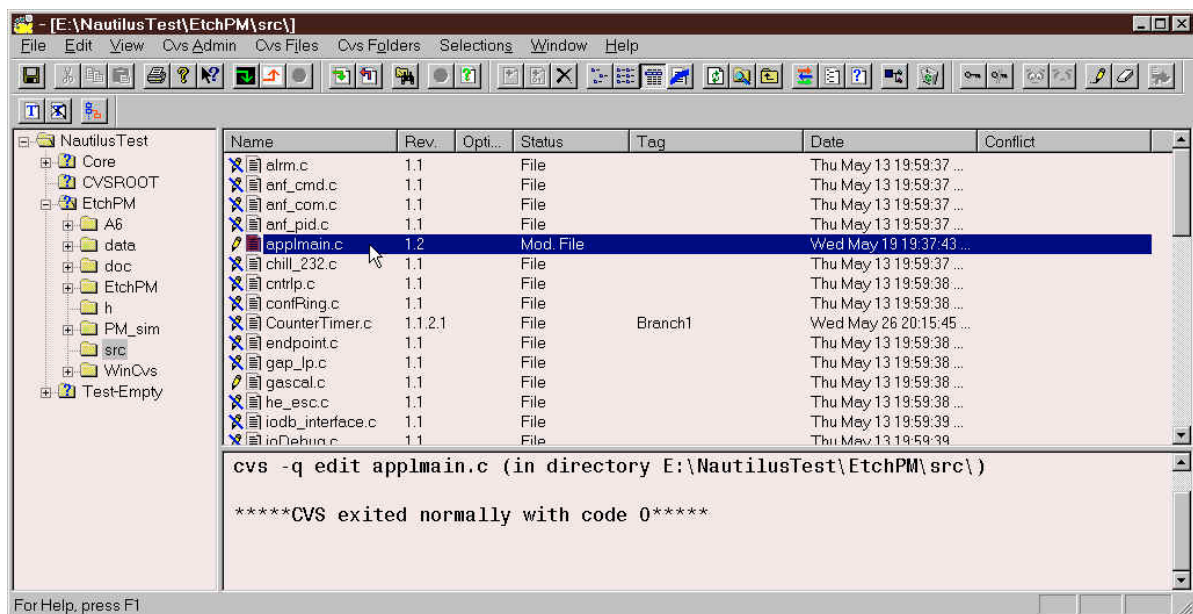 - [E:\NautilusTest\EtchPM\src\]
File Edit View Cvs Admin Cvs Files Cvs Folders Selections Window Help
NautilusTest
Core
CVSROOT
EtchPM
A6
data
doc
EtchPM
h
PM_sim
src
WinCvs
Test-Empty
Name Rev. Opti... Status Tag Date Conflict
alrm.c 1.1 File Thu May 13 19:59:37 ...
anf_cmd.c 1.1 File Thu May 13 19:59:37 ...
anf_com.c 1.1 File Thu May 13 19:59:37 ...
anf_pid.c 1.1 File Thu May 13 19:59:37 ...
applmain.c 1.2 Mod. File Wed May 19 19:37:43 ...
chill_232.c 1.1 File Thu May 13 19:59:37 ...
cntrlp.c 1.1 File Thu May 13 19:59:38 ...
confRing.c 1.1 File Thu May 13 19:59:38 ...
CounterTimer.c 1.1.2.1 File Branch1 Wed May 26 20:15:45 ...
endpoint.c 1.1 File Thu May 13 19:59:38 ...
gap_lp.c 1.1 File Thu May 13 19:59:38 ...
gascal.c 1.1 File Thu May 13 19:59:38 ...
he_esc.c 1.1 File Thu May 13 19:59:38 ...
iodb_interface.c 1.1 File Thu May 13 19:59:39 ...
ioDebug.c 1.1 File Thu May 13 19:59:39
cvs -q edit applmain.c (in directory E:\NautilusTest\EtchPM\src\)
*****CVS exited normally with code 0*****
For Help, press F1